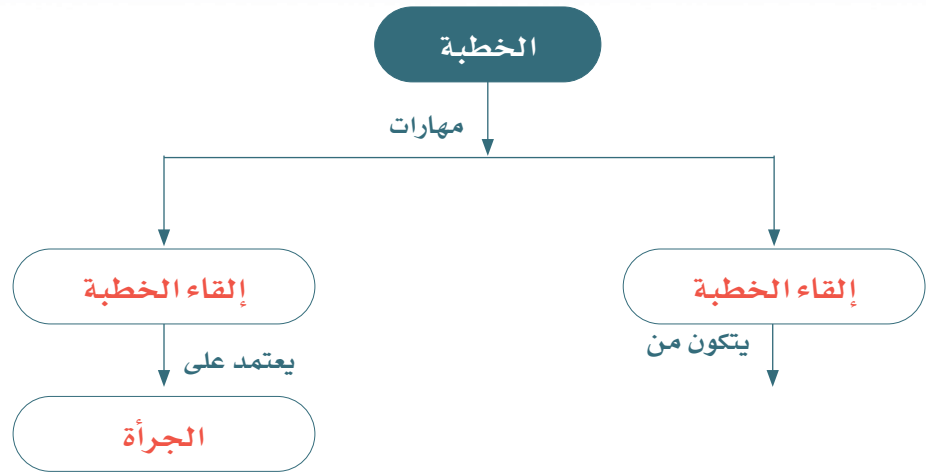 الخطبة
مهارات
إلقاء الخطبة
إلقاء الخطبة
يتكون من
يعتمد على
الجرأة